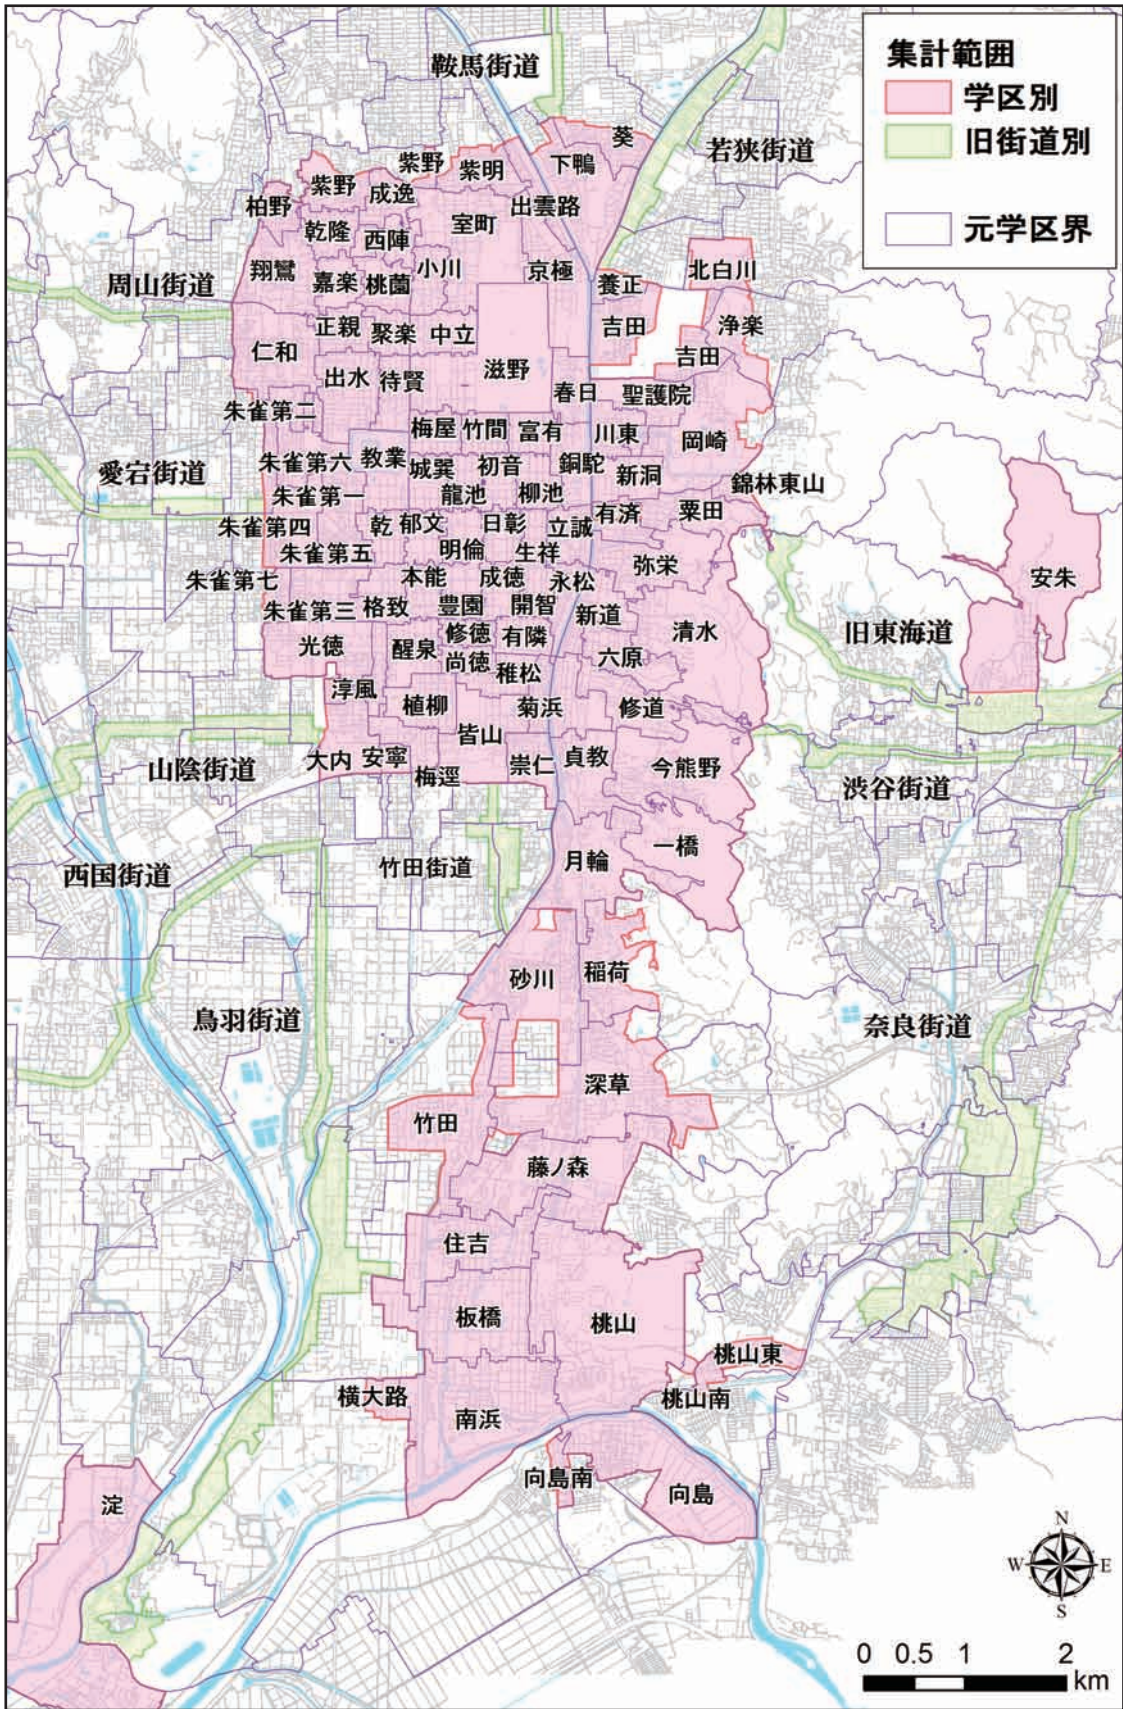 鞍馬街道
集計範囲
学区別
旧街道別
元学区界
葵
若狭街道
下鴨
紫野
紫明
紫野
成逸
柏野
出雲路
室町
乾隆
西陣
翔鸞
小川
京極
北白川
嘉楽
桃薗
養正
周山街道
正親
聚楽
中立
吉田
浄楽
仁和
吉田
滋野
出水
待賢
春日
聖護院
朱雀第二
梅屋
竹間
富有
川東
岡崎
朱雀第六
教業
城巽
初音
銅駝
新洞
愛宕街道
錦林東山
朱雀第一
龍池
柳池
朱雀第四
乾
郁文
日彰
立誠
有済
粟田
朱雀第五
明倫
生祥
弥栄
朱雀第七
本能
成徳
永松
安朱
朱雀第三
格致
豊園
開智
新道
清水
旧東海道
光徳
醒泉
修徳
有隣
六原
尚徳
稚松
淳風
植柳
菊浜
修道
皆山
山陰街道
大内
安寧
梅逕
崇仁
貞教
今熊野
渋谷街道
西国街道
竹田街道
月輪
一橋
砂川
稲荷
鳥羽街道
奈良街道
深草
竹田
藤ノ森
住吉
板橋
桃山
桃山東
横大路
南浜
桃山南
向島南
向島
淀
N
W
E
S
0 0.5 1 2
km